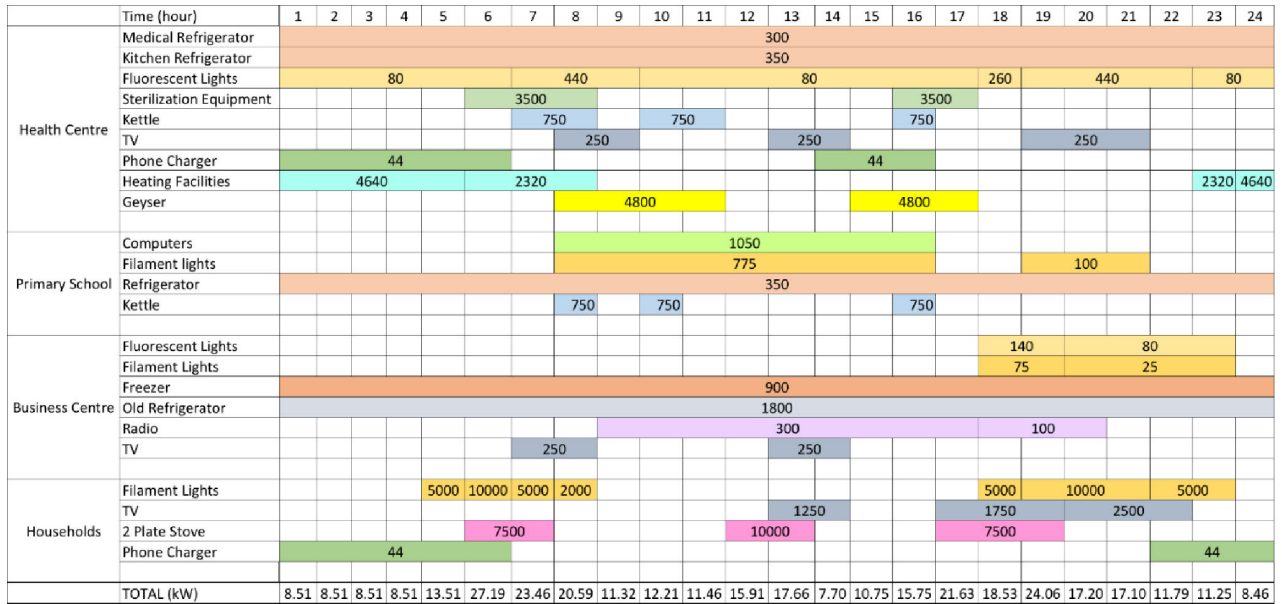 Time (hour) 1 2 3 4 5 6 7 8 9 10 11 12 13 14 15 16 17 18 19 20 21 22 23 24
Health Centre
Medical Refrigerator 300
Kitchen Refrigerator 350
Fluorescent Lights 80 440 80 260 440 80
Sterilization Equipment 3500 3500
Kettle 750 750 750
TV 250 250 250
Phone Charger 44 44
Heating Facilities 4640 2320 2320 4640
Geyser 4800 4800
Primary School
Computers 1050
Filament lights 775 100
Refrigerator 350
Kettle 750 750 750
Business Centre
Fluorescent Lights 140 80
Filament Lights 75 25
Freezer 900
Old Refrigerator 1800
Radio 300 100
TV 250 250
Households
Filament Lights 5000 10000 5000 2000 5000 10000 5000
TV 1250 1750 2500
2 Plate Stove 7500 10000 7500
Phone Charger 44 44
TOTAL (kW) 8.51 8.51 8.51 8.51 13.51 27.19 23.46 20.59 11.32 12.21 11.46 15.91 17.66 7.70 10.75 15.75 21.63 18.53 24.06 17.20 17.10 11.79 11.25 8.46